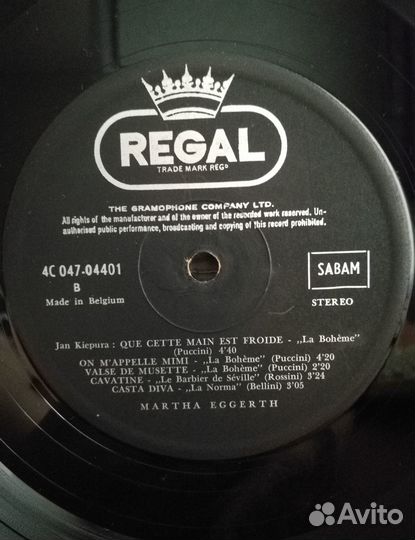 REGAL
TRADE MARK REGD
THE GRAMOPHONE COMPANY LTD.
All rights of the manufacturer and of the owner of the recorded work reserved. Un-
authorised public performance, broadcasting and copying of this record prohibited.
4C 047-04401
B
Made in Belgium
SABAM
STEREO
Jan Kiepura : QUE CETTE MAIN EST FROIDE - „La Bohème"
(Puccini) 4'40
ON M'APPELLE MIMI - „La Bohème" (Puccini) 4'20
VALSE DE MUSETTE - „La Bohème" (Puccini) 2'20
CAVATINE - „Le Barbier de Séville" (Rossini) 3'24
CASTA DIVA - „La Norma" (Bellini) 3'05
MARTHA EGGERTH
Avito